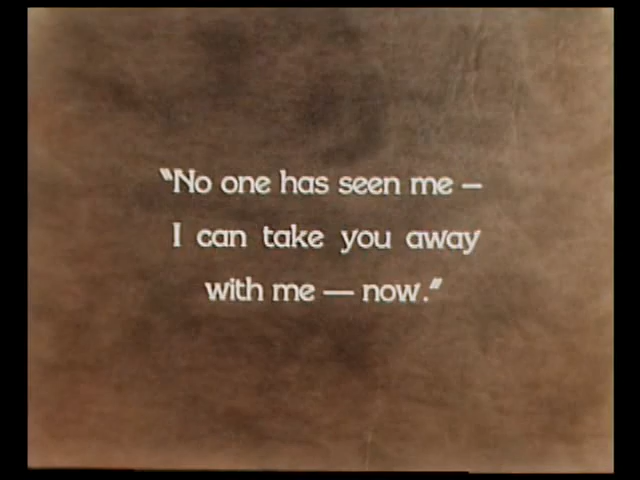 "No one has seen me —
I can take you away
with me — now."